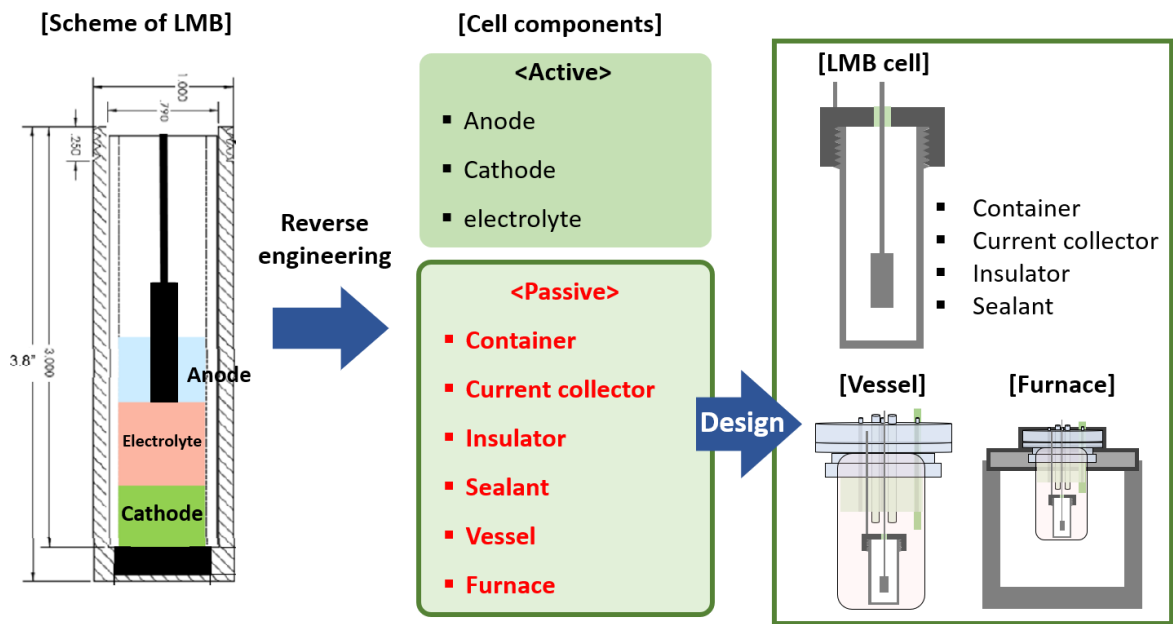 [Scheme of LMB]
1.000
.790
.250
3.8"
3.000
Anode
Electrolyte
Cathode
Reverse
engineering
[Cell components]
<Active>
▪ Anode
▪ Cathode
▪ electrolyte
<Passive>
▪ Container
▪ Current collector
▪ Insulator
▪ Sealant
▪ Vessel
▪ Furnace
Design
[LMB cell]
▪ Container
▪ Current collector
▪ Insulator
▪ Sealant
[Vessel]
[Furnace]